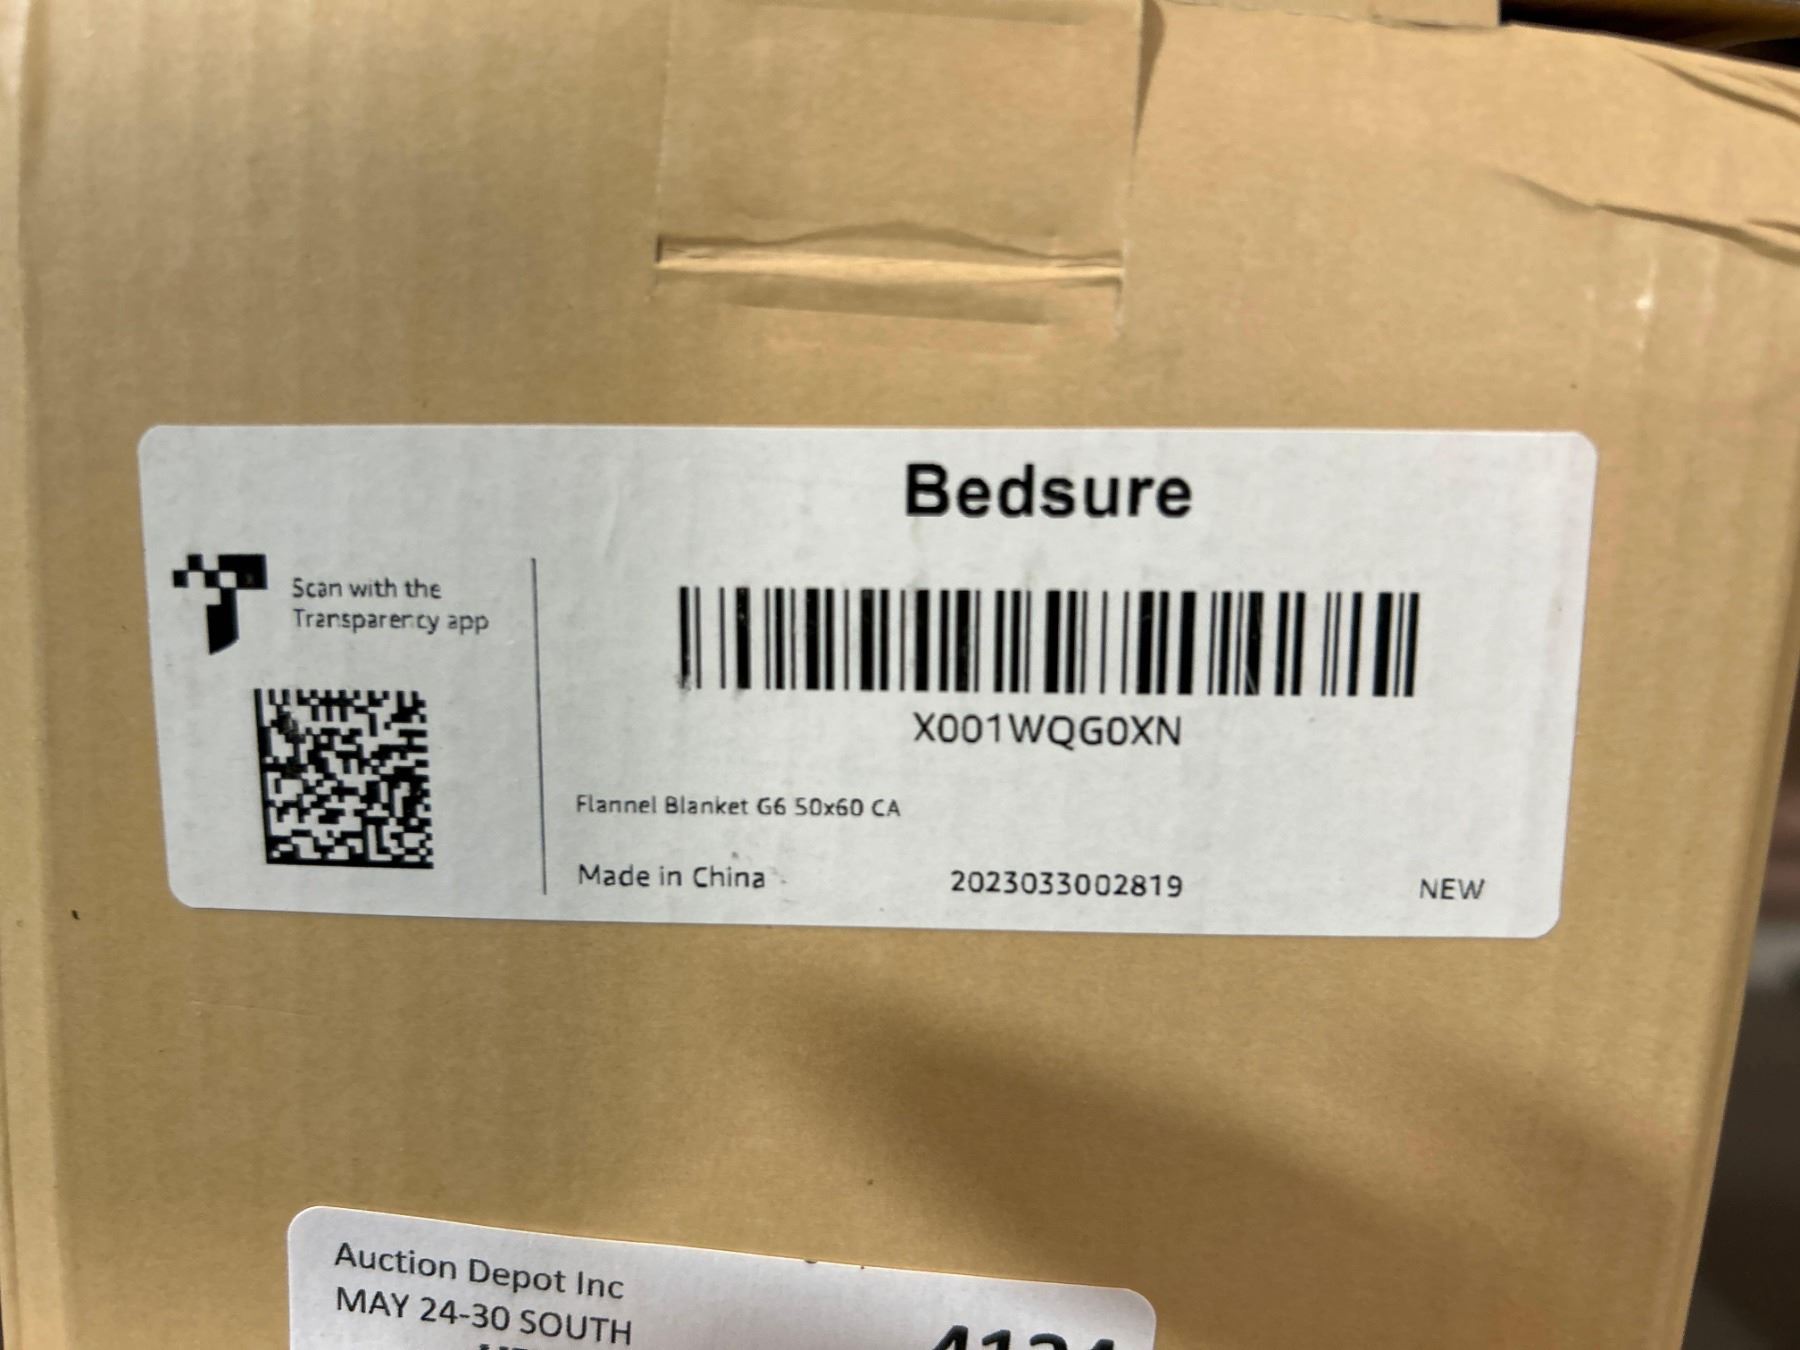 Bedsure
Scan with the
Transparency app
X001WQG0XN
Flannel Blanket G6 50x60 CA
Made in China
2023033002819
NEW
Auction Depot Inc
MAY 24-30 SOUTH